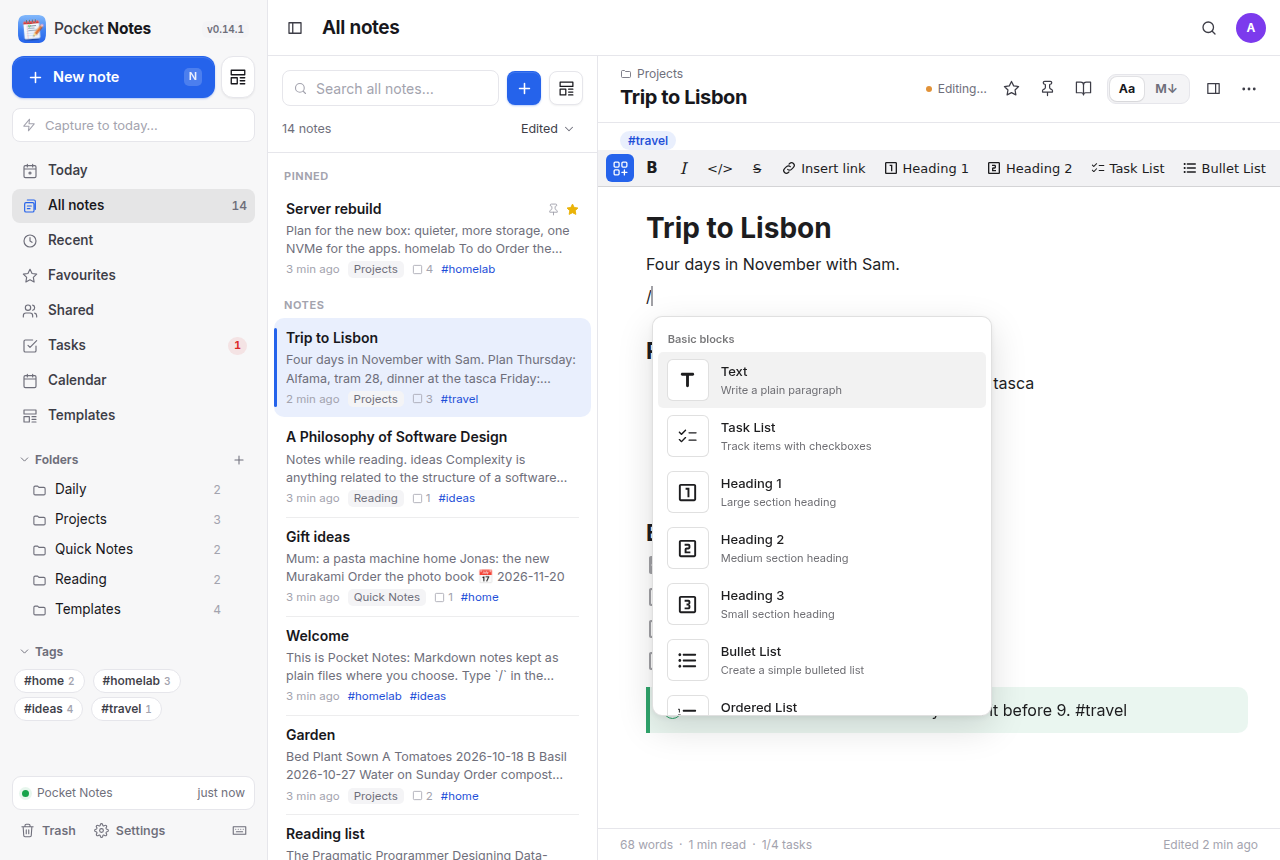 Pocket Notes
v0.14.1
New note
N
Capture to today...
Today
All notes
14
Recent
Favourites
Shared
Tasks
1
Calendar
Templates
Folders
Daily
2
Projects
3
Quick Notes
2
Reading
2
Templates
4
Tags
#home 2
#homelab 3
#ideas 4
#travel 1
Pocket Notes
just now
Trash
Settings
All notes
A
Search all notes...
14 notes
Edited
PINNED
Server rebuild
Plan for the new box: quieter, more storage, one
NVMe for the apps. homelab To do Order the...
3 min ago Projects 4 #homelab
NOTES
Trip to Lisbon
Four days in November with Sam. Plan Thursday:
Alfama, tram 28, dinner at the tasca Friday:...
2 min ago Projects 3 #travel
A Philosophy of Software Design
Notes while reading. ideas Complexity is
anything related to the structure of a software...
3 min ago Reading 1 #ideas
Gift ideas
Mum: a pasta machine home Jonas: the new
Murakami Order the photo book 📅 2026-11-20
3 min ago Quick Notes 1 #home
Welcome
This is Pocket Notes: Markdown notes kept as
plain files where you choose. Type `/` in the...
3 min ago #homelab #ideas
Garden
Bed Plant Sown A Tomatoes 2026-10-18 B Basil
2026-10-27 Water on Sunday Order compost...
3 min ago Projects 2 #home
Reading list
The Pragmatic Programmer Designing Data-
Projects
Trip to Lisbon
Editing...
Aa
M↓
#travel
B I </> S Insert link Heading 1 Heading 2 Task List Bullet List
Trip to Lisbon
Four days in November with Sam.
/
tasca
Basic blocks
Text
Write a plain paragraph
Task List
Track items with checkboxes
Heading 1
Large section heading
Heading 2
Medium section heading
Heading 3
Small section heading
Bullet List
Create a simple bulleted list
Ordered List
before 9. #travel
68 words · 1 min read · 1/4 tasks
Edited 2 min ago